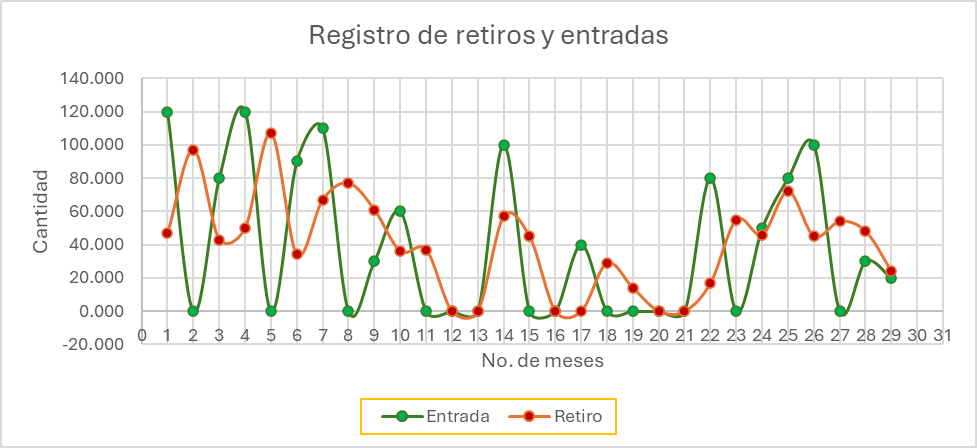 Registro de retiros y entradas
140.000
120.000
100.000
80.000
60.000
40.000
20.000
0.000
-20.000
Cantidad
0 1 2 3 4 5 6 7 8 9 10 11 12 13 14 15 16 17 18 19 20 21 22 23 24 25 26 27 28 29 30 31
No. de meses
Entrada Retiro